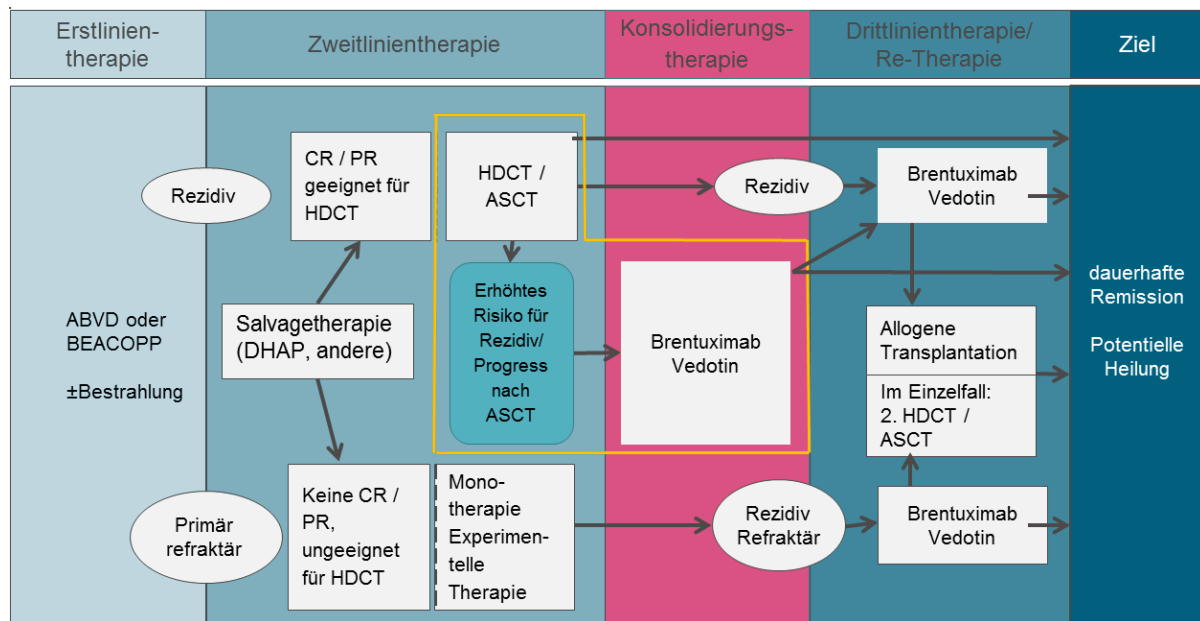 Erstlinien-
therapie
Zweitlinientherapie
Konsolidierungs-
therapie
Drittlinientherapie/
Re-Therapie
Ziel
Rezidiv
CR / PR
geeignet für
HDCT
HDCT /
ASCT
Rezidiv
Brentuximab
Vedotin
ABVD oder
BEACOPP
±Bestrahlung
Salvagetherapie
(DHAP, andere)
Erhöhtes
Risiko für
Rezidiv/
Progress
nach
ASCT
Brentuximab
Vedotin
Allogene
Transplantation
Im Einzelfall:
2. HDCT /
ASCT
dauerhafte
Remission
Potentielle
Heilung
Primär
refraktär
Keine CR /
PR,
ungeeignet
für HDCT
Mono-
therapie
Experimen-
telle
Therapie
Rezidiv
Refraktär
Brentuximab
Vedotin